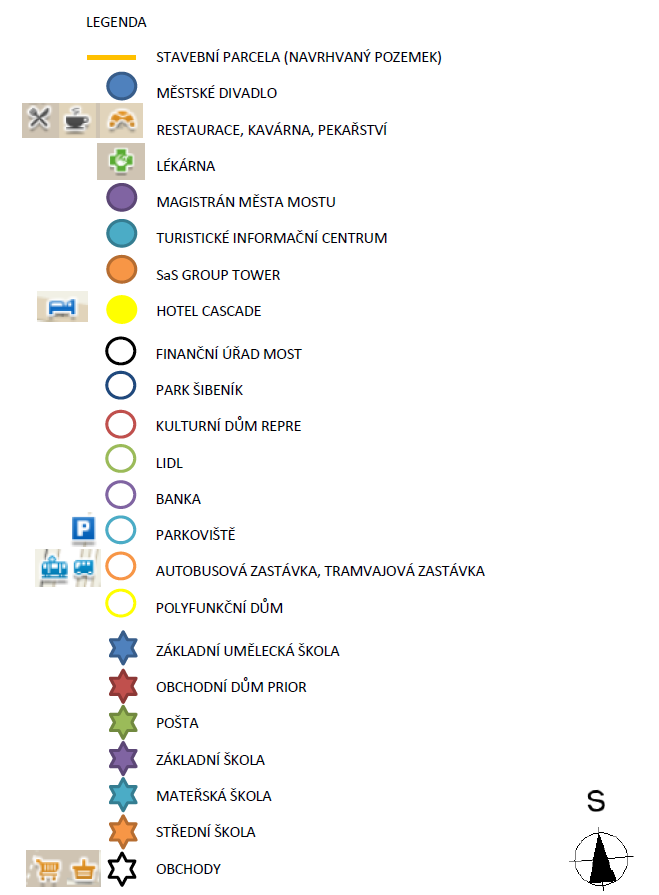 LEGENDA
STAVEBNÍ PARCELA (NAVRHVANÝ POZEMEK)
MĚSTSKÉ DIVADLO
RESTAURACE, KAVÁRNA, PEKAŘSTVÍ
LÉKÁRNA
MAGISTRÁN MĚSTA MOSTU
TURISTICKÉ INFORMAČNÍ CENTRUM
SaS GROUP TOWER
HOTEL CASCADE
FINANČNÍ ÚŘAD MOST
PARK ŠIBENÍK
KULTURNÍ DŮM REPRE
LIDL
BANKA
P PARKOVIŠTĚ
AUTOBUSOVÁ ZASTÁVKA, TRAMVAJOVÁ ZASTÁVKA
POLYFUNKČNÍ DŮM
ZÁKLADNÍ UMĚLECKÁ ŠKOLA
OBCHODNÍ DŮM PRIOR
POŠTA
ZÁKLADNÍ ŠKOLA
MATEŘSKÁ ŠKOLA
STŘEDNÍ ŠKOLA
OBCHODY
S